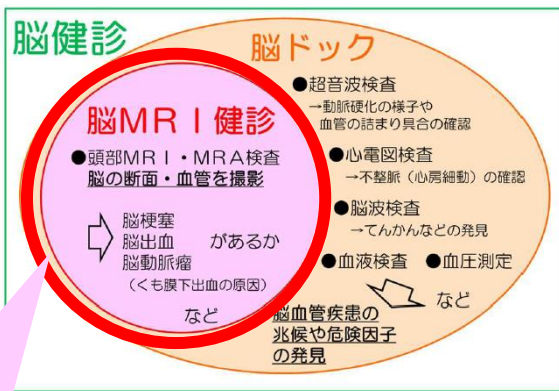 脳健診
脳ドック
脳MRI健診
●頭部MRI・MRA検査
脳の断面・血管を撮影
脳梗塞
脳出血 があるか
脳動脈瘤
(くも膜下出血の原因)
など
●超音波検査
→動脈硬化の様子や
血管の詰まり具合の確認
●心電図検査
→不整脈(心房細動)の確認
●脳波検査
→てんかんなどの発見
●血液検査 ●血圧測定
など
脳血管疾患の
兆候や危険因子
の発見